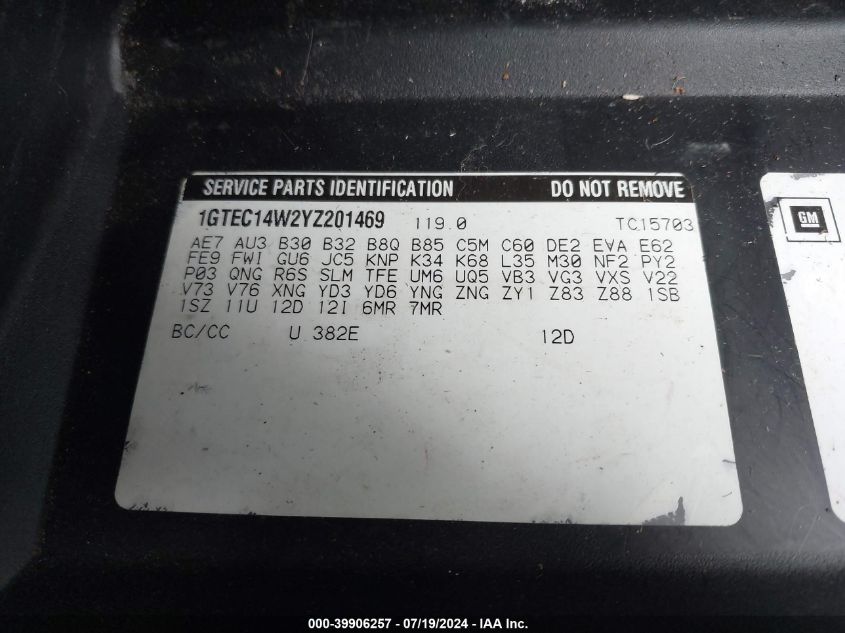 SERVICE PARTS IDENTIFICATION DO NOT REMOVE
1GTEC14W2YZ201469 119.0 TC15703
AE7 AU3 B30 B32 B8Q B85 C5M C60 DE2 EVA E62
FE9 FWI GU6 JC5 KNP K34 K68 L35 M30 NF2 PY2
P03 QNG R6S SLM TFE UM6 UQ5 VB3 VG3 VXS V22
V73 V76 XNG YD3 YD6 YNG ZNG ZY1 Z83 Z88 1SB
1SZ 11U 12D 12I 6MR 7MR
BC/CC U 382E 12D
GM
000-39906257 - 07/19/2024 - IAA Inc.